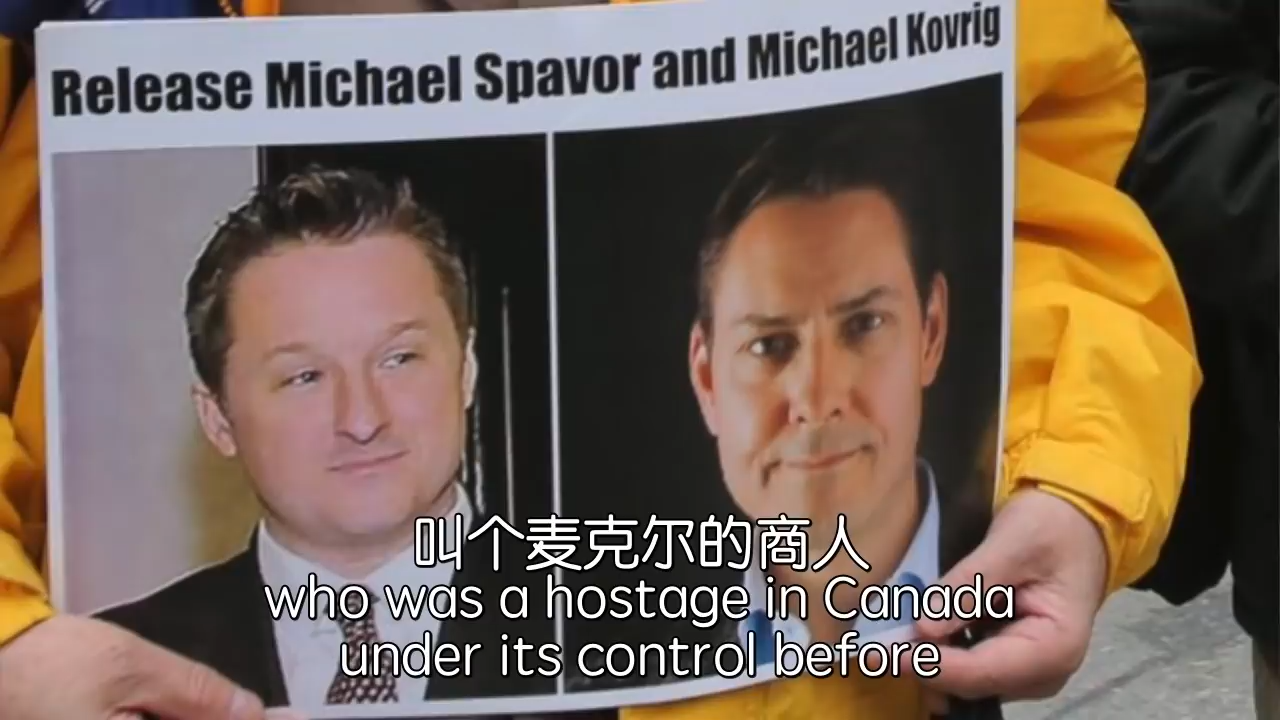 Release Michael Spavor and Michael Kovrig
叫个麦克尔的商人
who was a hostage in Canada
under its control before